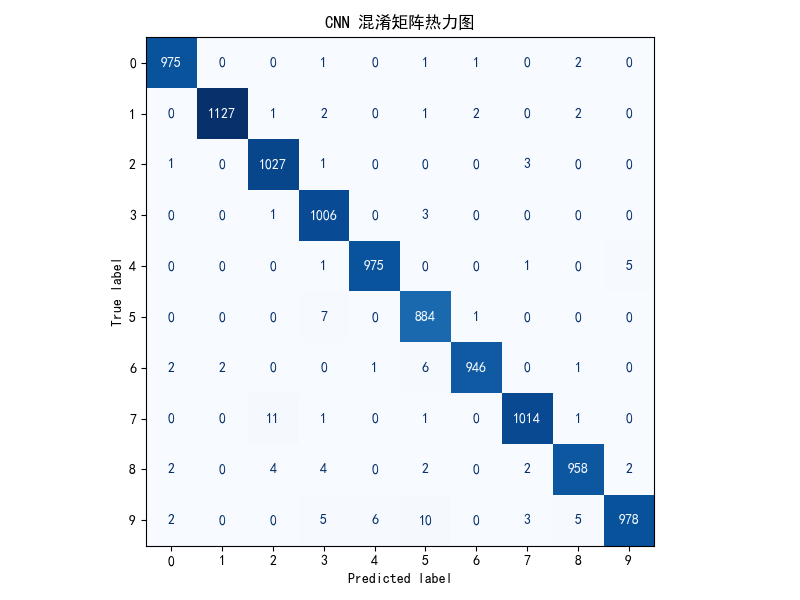 CNN 混淆矩阵热力图
0 975 0 0 1 0 1 1 0 2 0
1 0 1127 1 2 0 1 2 0 2 0
2 1 0 1027 1 0 0 0 3 0 0
3 0 0 1 1006 0 3 0 0 0 0
4 0 0 0 1 975 0 0 1 0 5
True label
5 0 0 0 7 0 884 1 0 0 0
6 2 2 0 0 1 6 946 0 1 0
7 0 0 11 1 0 1 0 1014 1 0
8 2 0 4 4 0 2 0 2 958 2
9 2 0 0 5 6 10 0 3 5 978
0 1 2 3 4 5 6 7 8 9
Predicted label